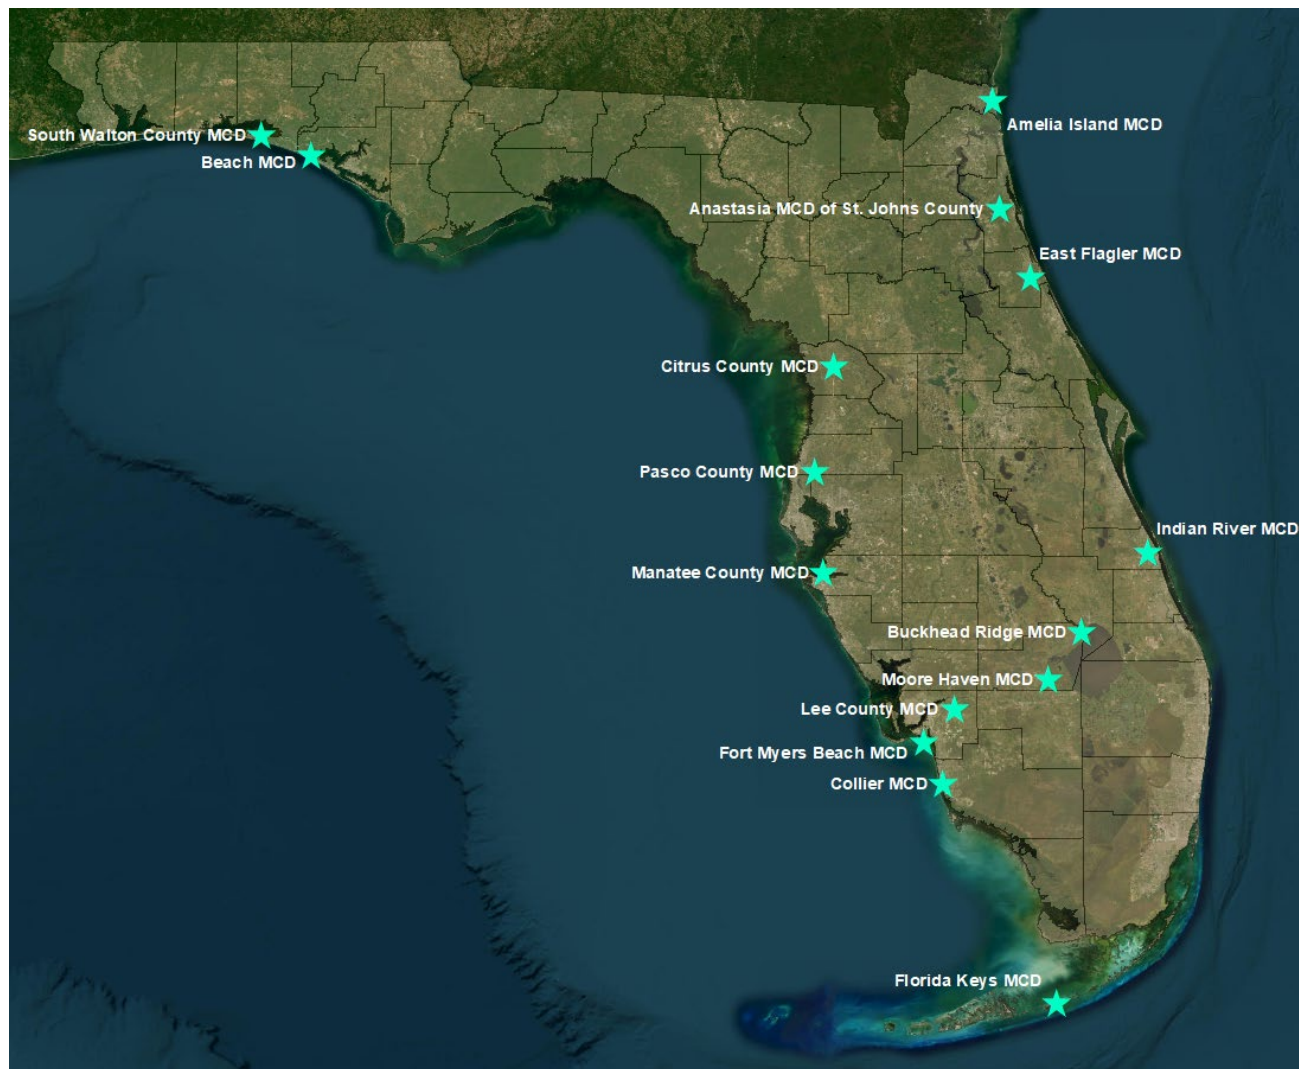 Amelia Island MCD
South Walton County MCD
Beach MCD
Anastasia MCD of St. Johns County
East Flagler MCD
Citrus County MCD
Pasco County MCD
Indian River MCD
Manatee County MCD
Buckhead Ridge MCD
Moore Haven MCD
Lee County MCD
Fort Myers Beach MCD
Collier MCD
Florida Keys MCD